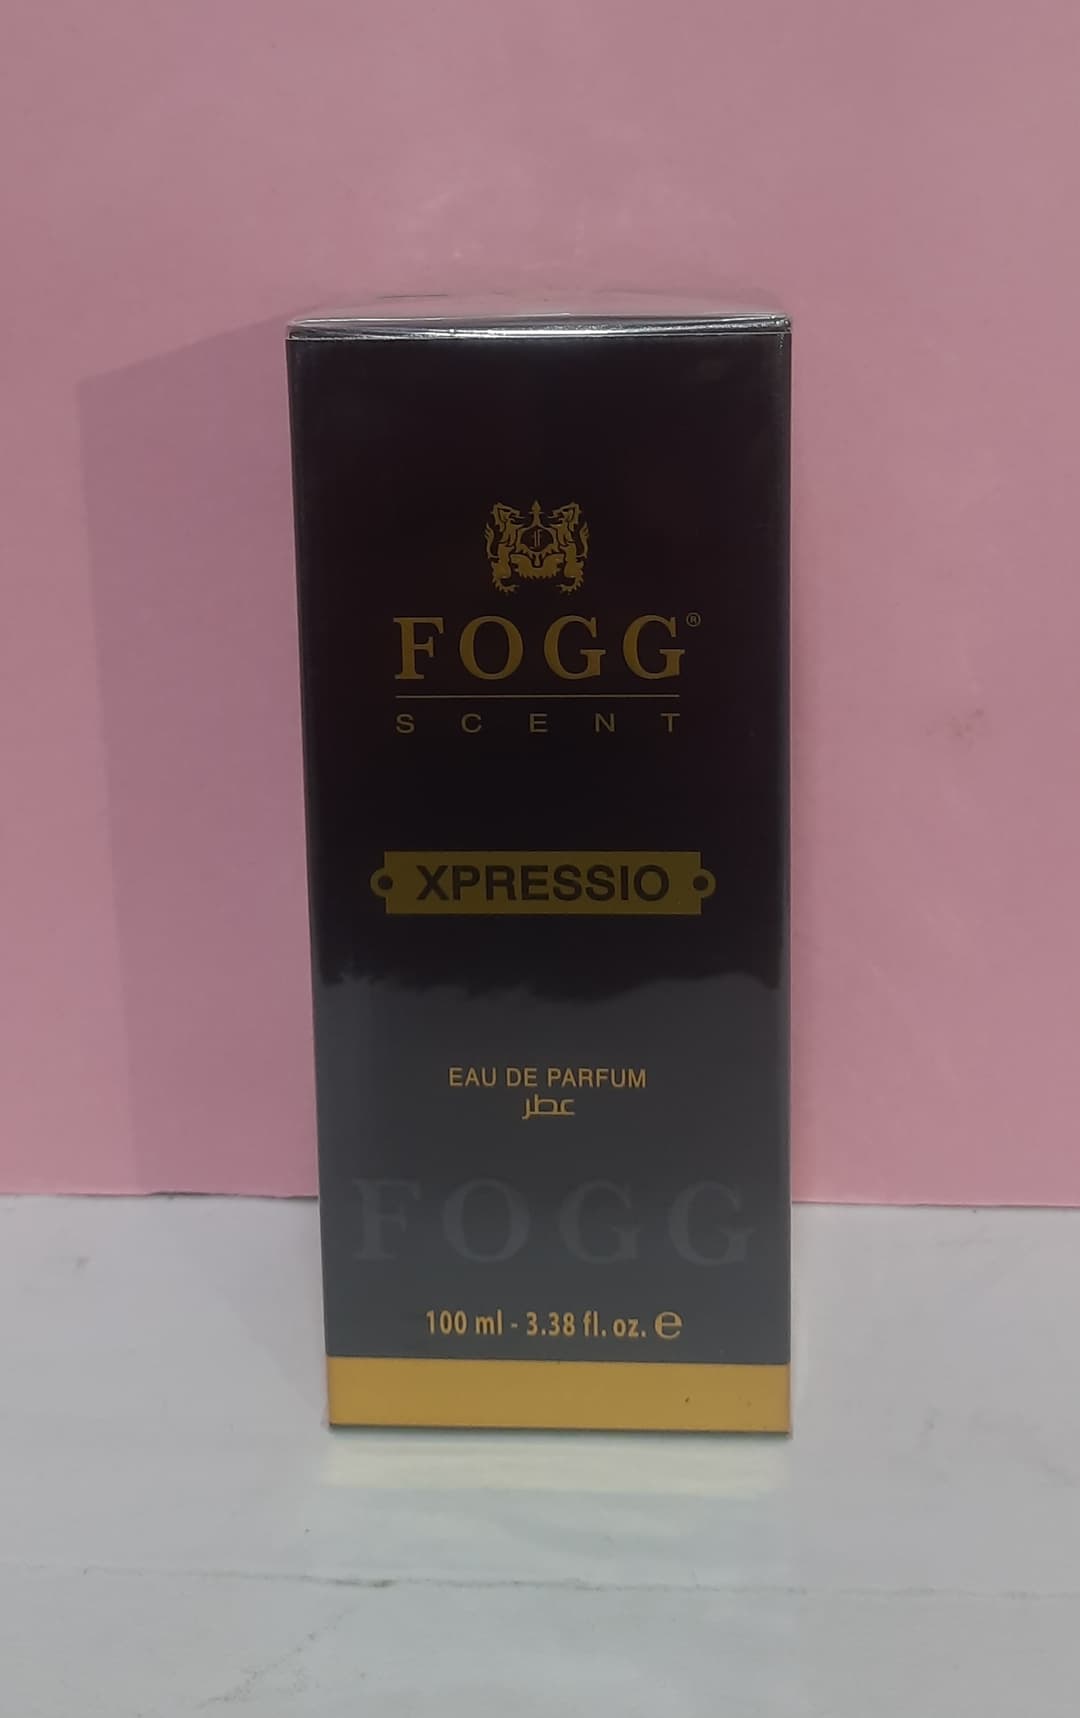 FOGG®
SCENT
XPRESSIO
EAU DE PARFUM
عطر
FOGG
100 ml - 3.38 fl. oz. ℮